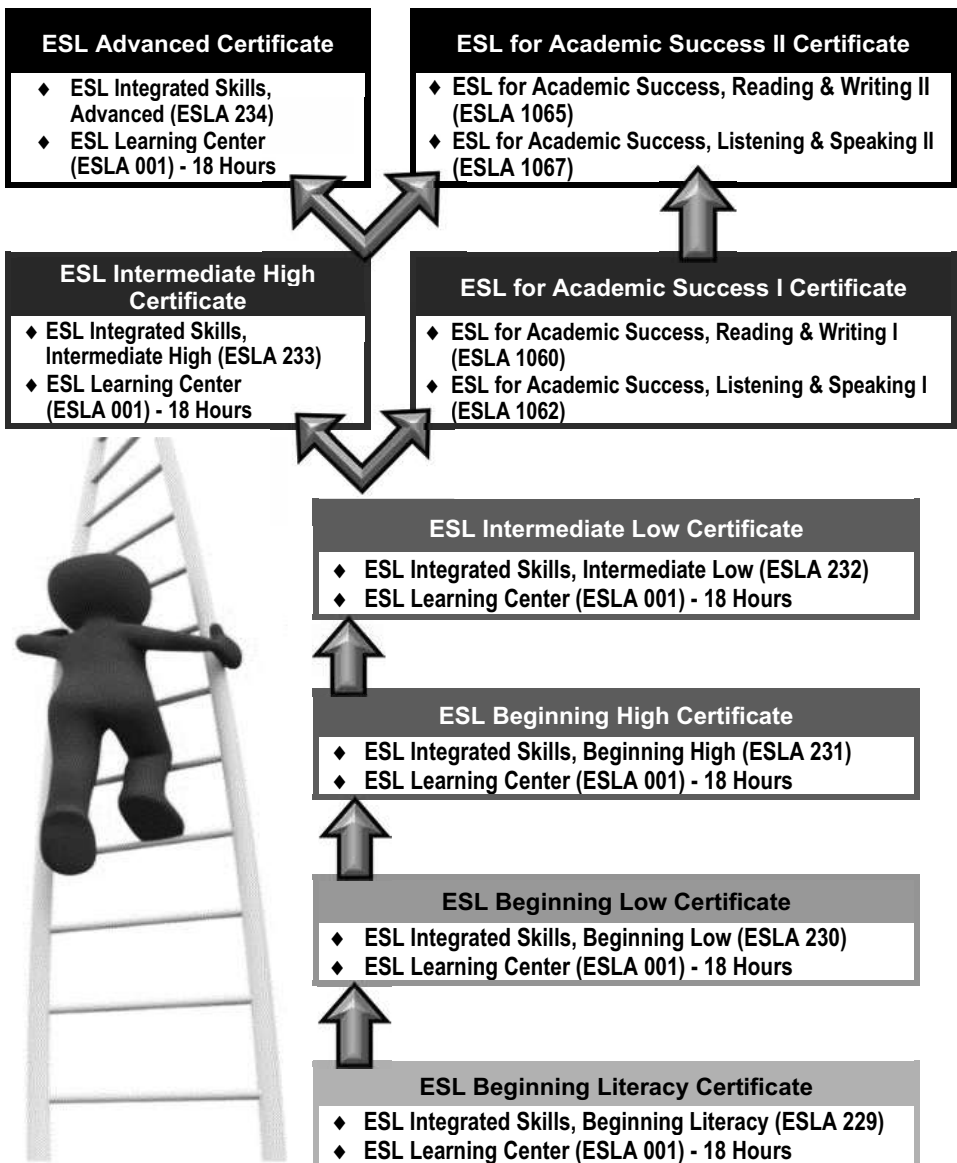 ESL Advanced Certificate
♦ ESL Integrated Skills,
Advanced (ESLA 234)
♦ ESL Learning Center
(ESLA 001) - 18 Hours
ESL for Academic Success II Certificate
♦ ESL for Academic Success, Reading & Writing II
(ESLA 1065)
♦ ESL for Academic Success, Listening & Speaking II
(ESLA 1067)
ESL Intermediate High
Certificate
♦ ESL Integrated Skills,
Intermediate High (ESLA 233)
♦ ESL Learning Center
(ESLA 001) - 18 Hours
ESL for Academic Success I Certificate
♦ ESL for Academic Success, Reading & Writing I
(ESLA 1060)
♦ ESL for Academic Success, Listening & Speaking I
(ESLA 1062)
ESL Intermediate Low Certificate
♦ ESL Integrated Skills, Intermediate Low (ESLA 232)
♦ ESL Learning Center (ESLA 001) - 18 Hours
ESL Beginning High Certificate
♦ ESL Integrated Skills, Beginning High (ESLA 231)
♦ ESL Learning Center (ESLA 001) - 18 Hours
ESL Beginning Low Certificate
♦ ESL Integrated Skills, Beginning Low (ESLA 230)
♦ ESL Learning Center (ESLA 001) - 18 Hours
ESL Beginning Literacy Certificate
♦ ESL Integrated Skills, Beginning Literacy (ESLA 229)
♦ ESL Learning Center (ESLA 001) - 18 Hours